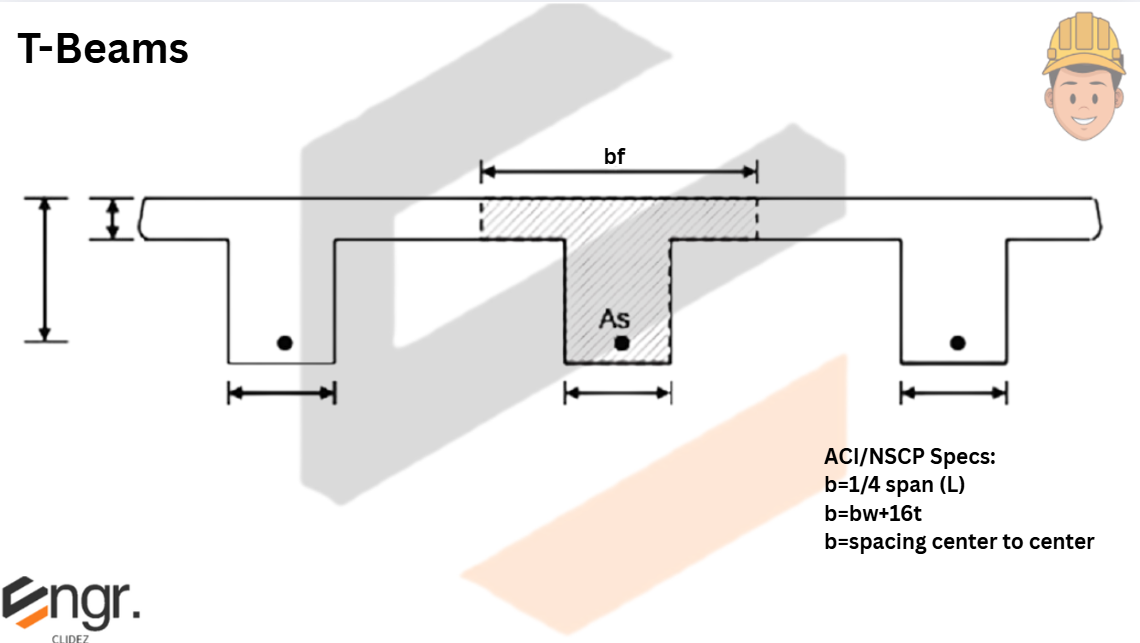 T-Beams
bf
As
ACI/NSCP Specs:
b=1/4 span (L)
b=bw+16t
b=spacing center to center
Engr.
CLIDEZ